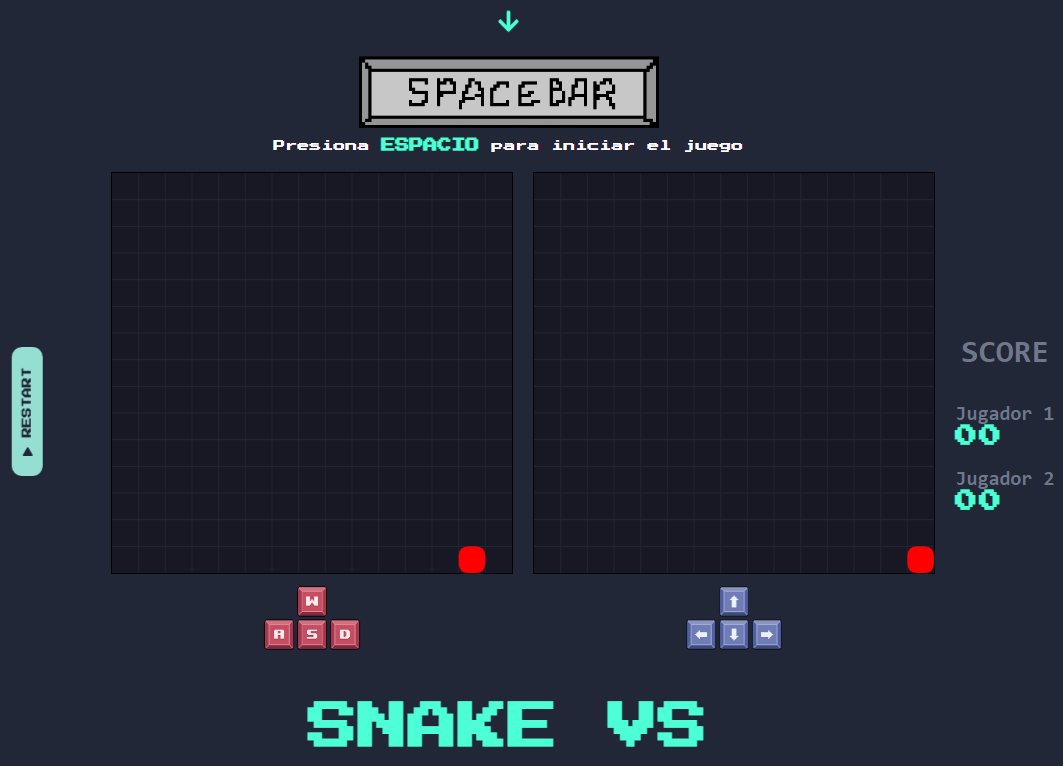 SPACEBAR
Presiona ESPACIO para iniciar el juego
▶ RESTART
SCORE
Jugador 1
00
Jugador 2
00
W
A S D
SNAKE VS